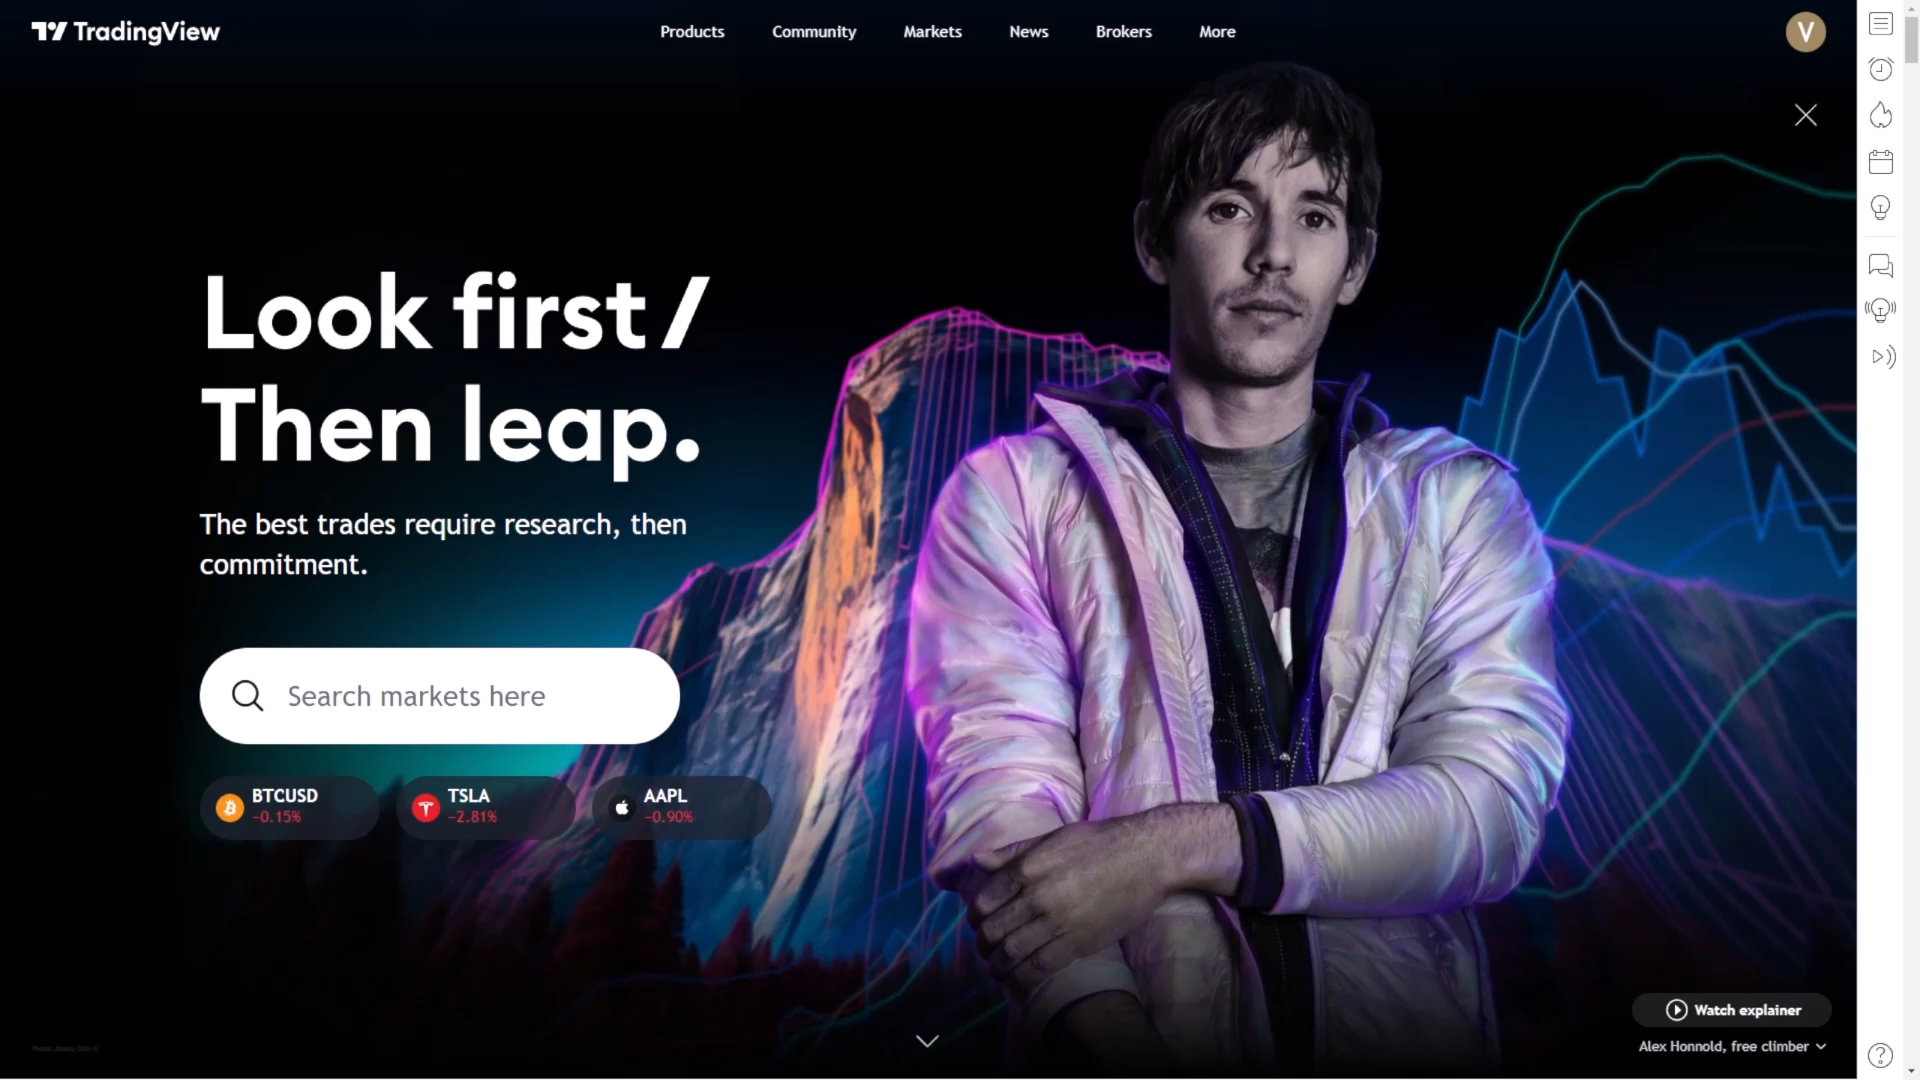 TradingView
Products Community Markets News Brokers More
V
Look first /
Then leap.
The best trades require research, then
commitment.
Search markets here
BTCUSD
−0.15%
TSLA
−2.81%
AAPL
−0.90%
Watch explainer
Alex Honnold, free climber